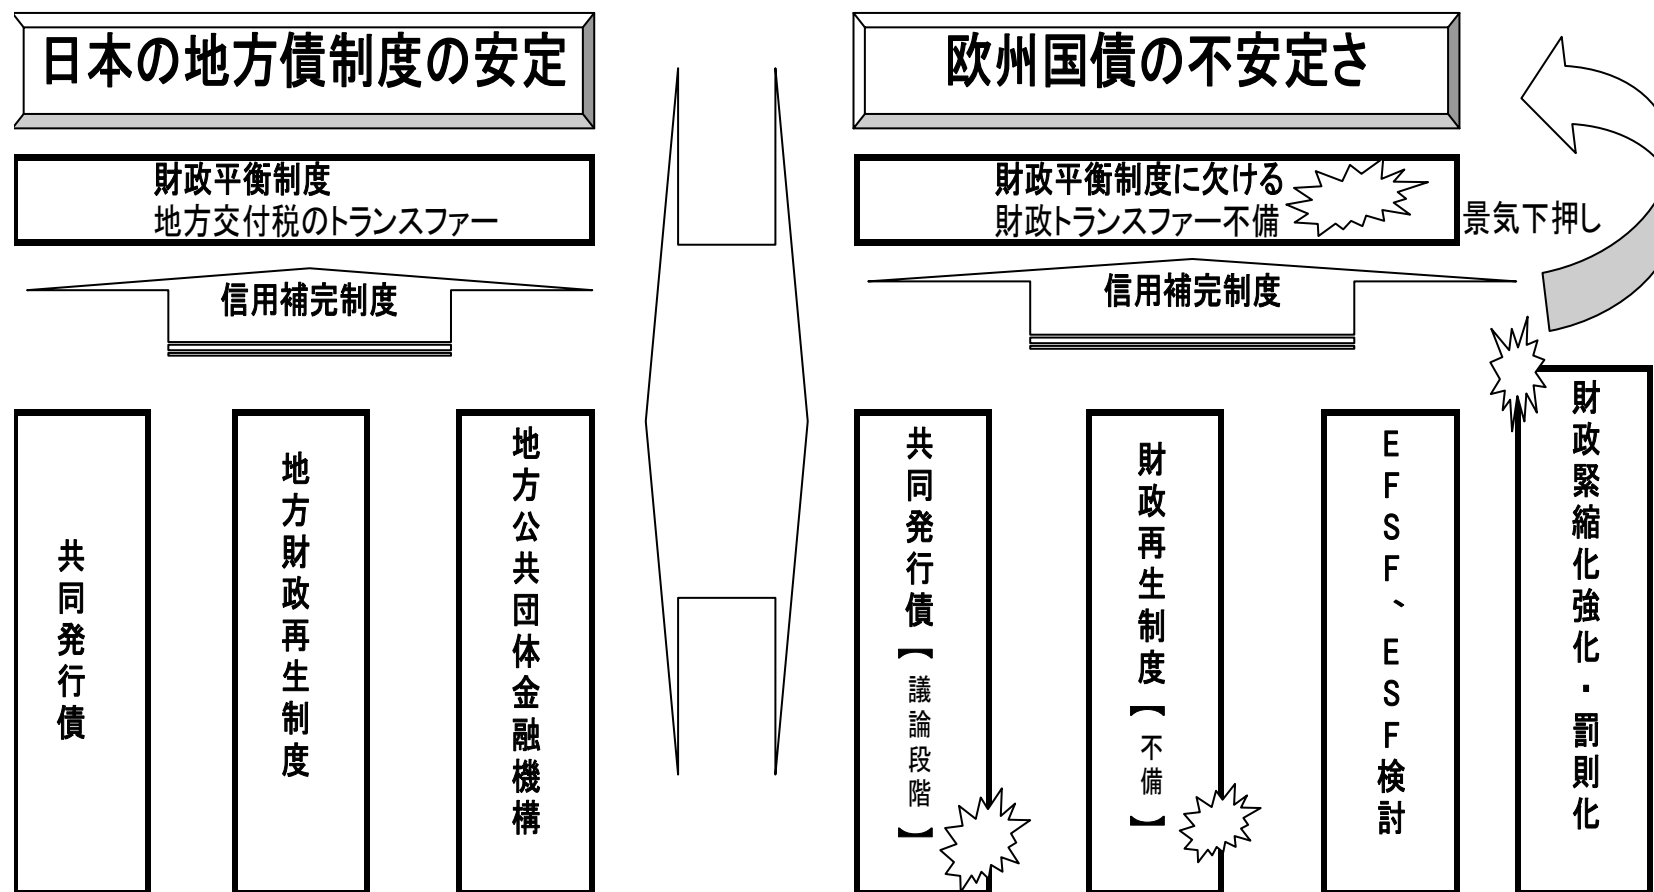 日本の地方債制度の安定
財政平衡制度
地方交付税のトランスファー
信用補完制度
共同発行債
地方財政再生制度
地方公共団体金融機構
欧州国債の不安定さ
財政平衡制度に欠ける
財政トランスファー不備
景気下押し
信用補完制度
共同発行債【議論段階】
財政再生制度【不備】
EFSF、ESF検討
財政緊縮化強化・罰則化